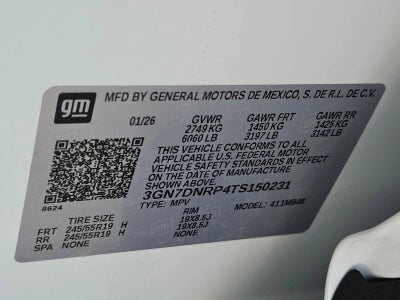 gm MFD BY GENERAL MOTORS DE MEXICO, S. DE R.L. DE C.V.
01/26 GVWR GAWR FRT GAWR RR
2749 KG 1450 KG 1425 KG
6060 LB 3197 LB 3142 LB
THIS VEHICLE CONFORMS TO ALL
APPLICABLE U.S. FEDERAL MOTOR
VEHICLE SAFETY STANDARDS IN EFFECT
ON THE DATE OF MANUFACTURE
SHOWN ABOVE.
3GN7DNRP4TS150231
8624 TYPE: MPV MODEL: 411MB48
TIRE SIZE RIM
FRT 245/55R19 H 19X8.5J
RR 245/55R19 H 19X8.5J
SPA NONE NONE